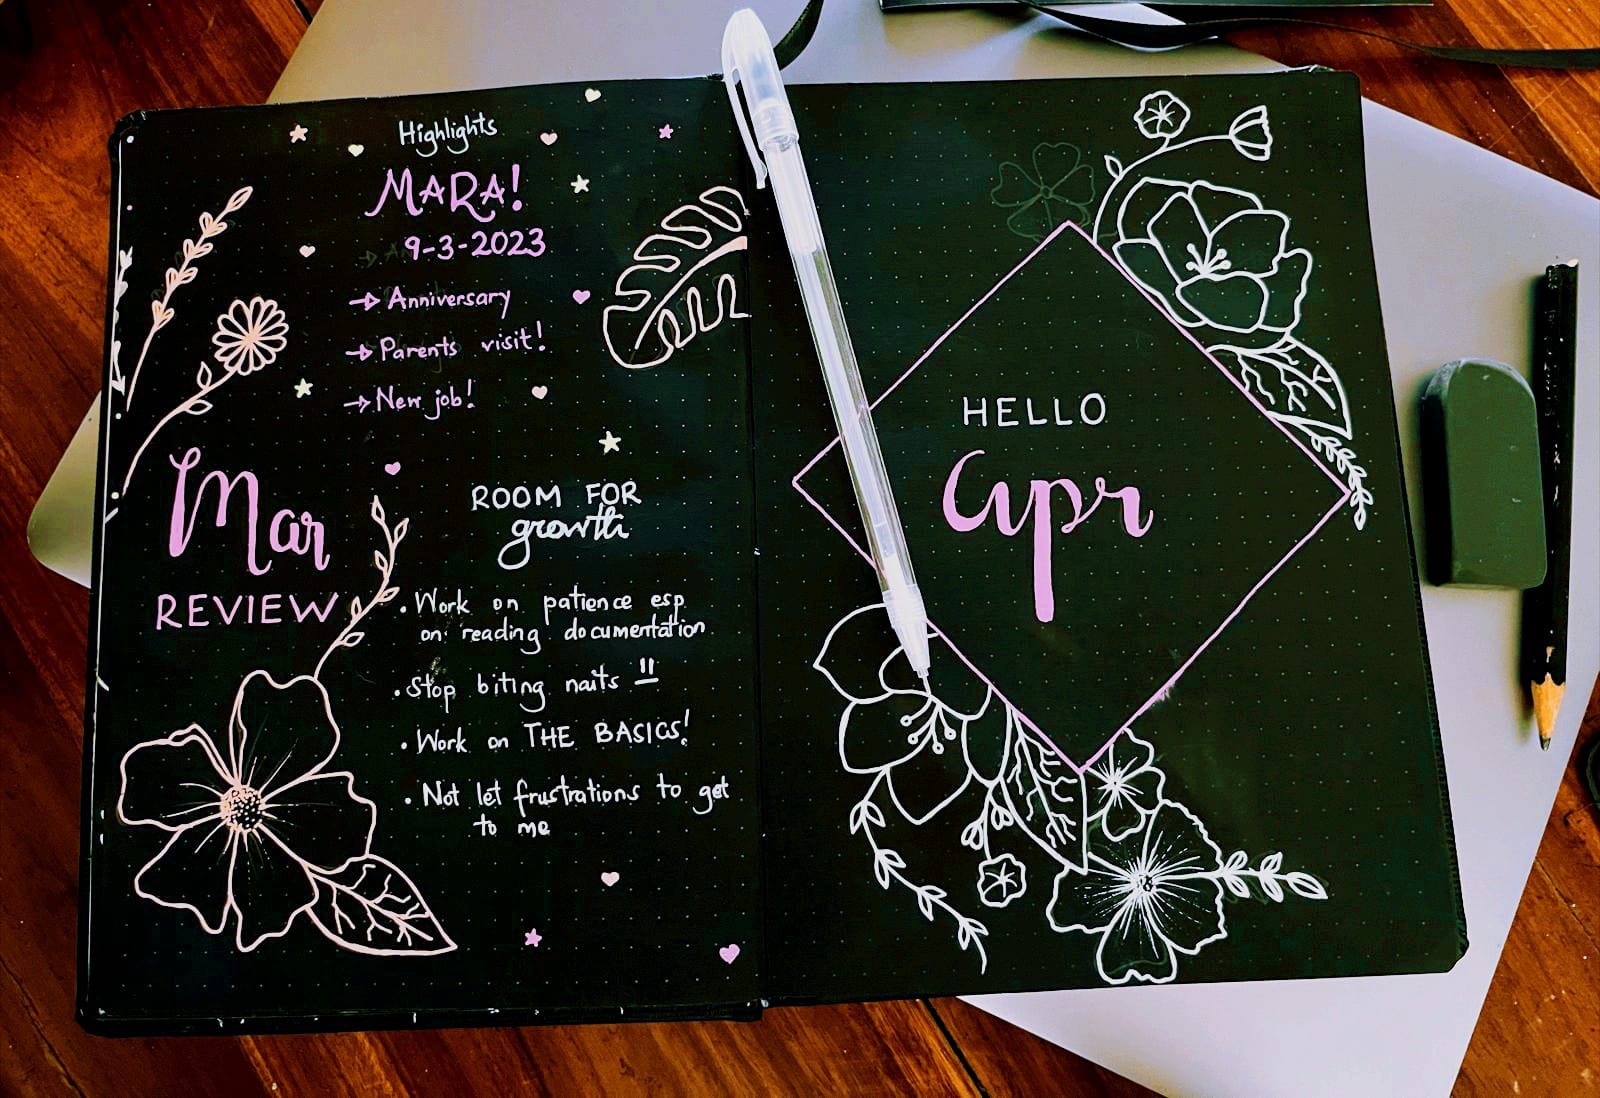 Highlights
MARA!
9-3-2023
Anniversary
Parents visit!
New job!
Mar
REVIEW
ROOM FOR
growth
• Work on patience esp.
on reading documentation
• Stop biting nails !!
• Work on THE BASICS!
• Not let frustrations to get
to me
HELLO
apr